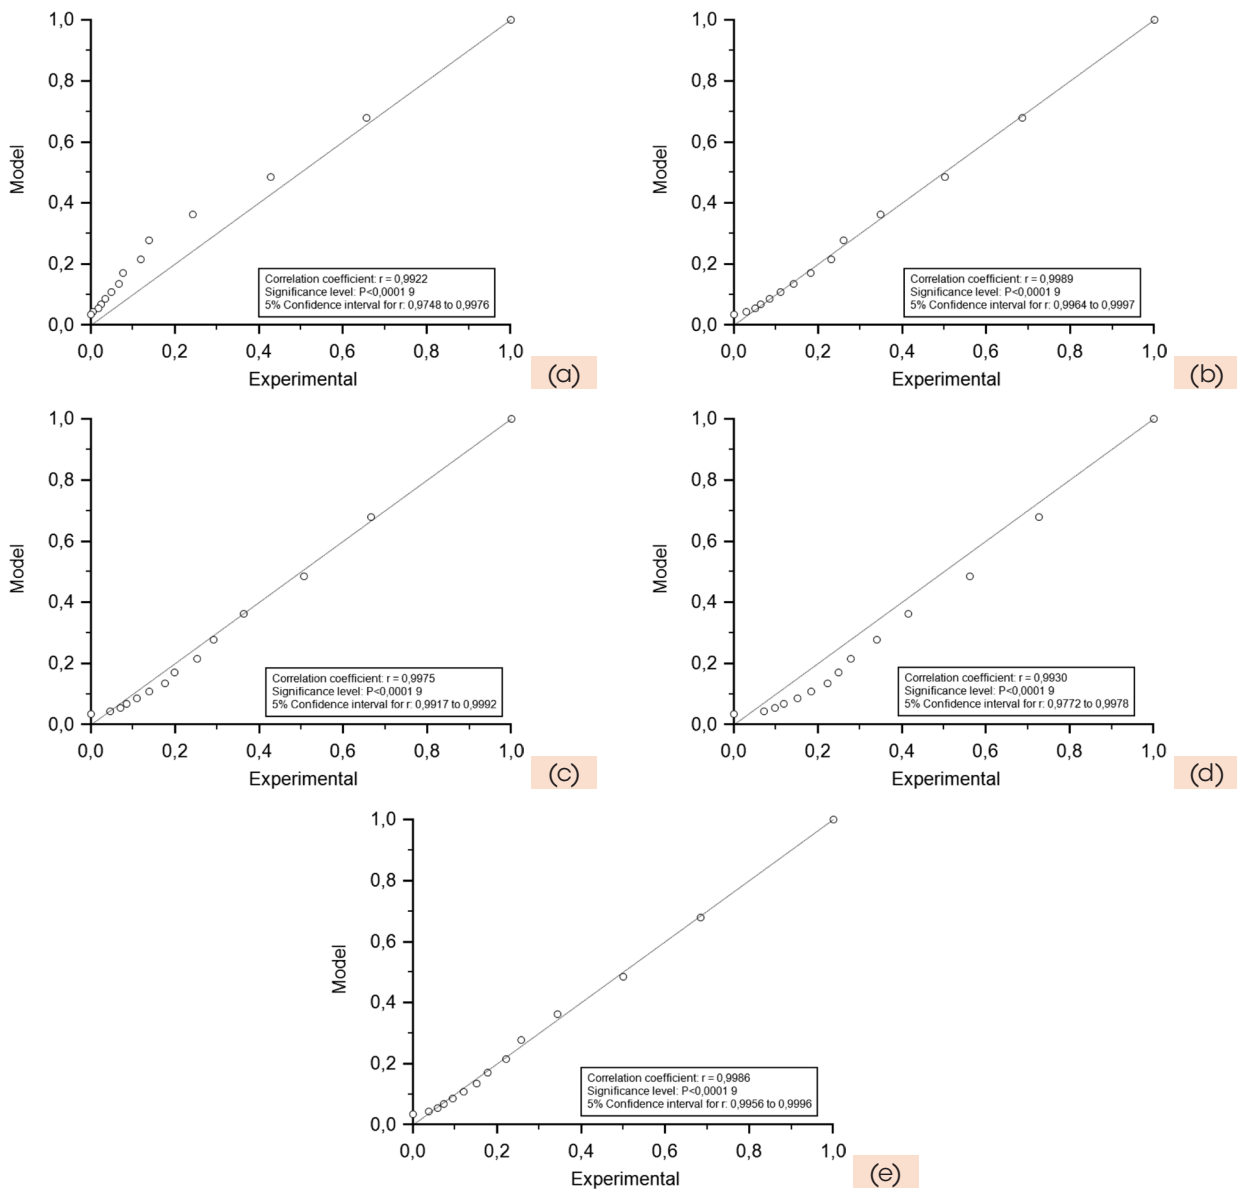 1,0
0,8
0,6
0,4
0,2
0,0
Model
0,0 0,2 0,4 0,6 0,8 1,0
Experimental
Correlation coefficient: r = 0,9922
Significance level: P<0,0001 9
5% Confidence interval for r: 0,9748 to 0,9976
(a)
1,0
0,8
0,6
0,4
0,2
0,0
Model
0,0 0,2 0,4 0,6 0,8 1,0
Experimental
Correlation coefficient: r = 0,9989
Significance level: P<0,0001 9
5% Confidence interval for r: 0,9964 to 0,9997
(b)
1,0
0,8
0,6
0,4
0,2
0,0
Model
0,0 0,2 0,4 0,6 0,8 1,0
Experimental
Correlation coefficient: r = 0,9975
Significance level: P<0,0001 9
5% Confidence interval for r: 0,9917 to 0,9992
(c)
1,0
0,8
0,6
0,4
0,2
0,0
Model
0,0 0,2 0,4 0,6 0,8 1,0
Experimental
Correlation coefficient: r = 0,9930
Significance level: P<0,0001 9
5% Confidence interval for r: 0,9772 to 0,9978
(d)
1,0
0,8
0,6
0,4
0,2
0,0
Model
0,0 0,2 0,4 0,6 0,8 1,0
Experimental
Correlation coefficient: r = 0,9986
Significance level: P<0,0001 9
5% Confidence interval for r: 0,9956 to 0,9996
(e)